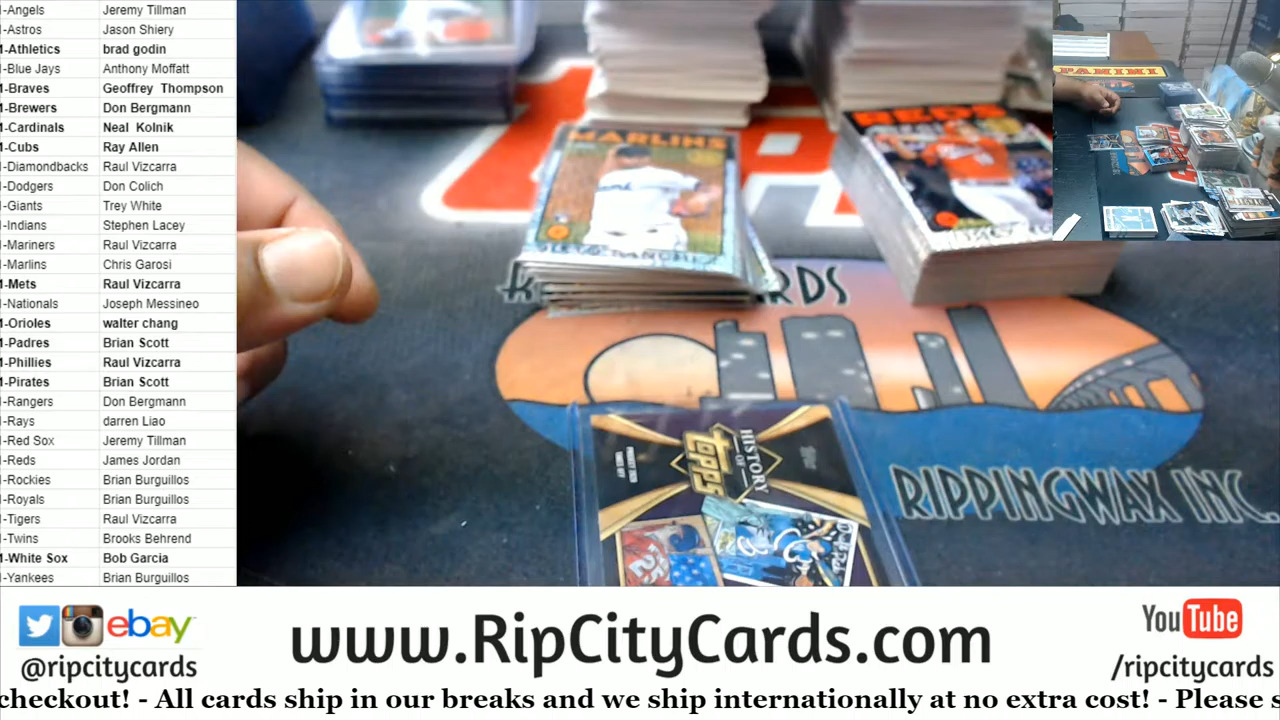 -Angels Jeremy Tillman
-Astros Jason Shiery
-Athletics brad godin
-Blue Jays Anthony Moffatt
-Braves Geoffrey Thompson
-Brewers Don Bergmann
-Cardinals Neal Kolnik
-Cubs Ray Allen
-Diamondbacks Raul Vizcarra
-Dodgers Don Colich
-Giants Trey White
-Indians Stephen Lacey
-Mariners Raul Vizcarra
-Marlins Chris Garosi
-Mets Raul Vizcarra
-Nationals Joseph Messineo
-Orioles walter chang
-Padres Brian Scott
-Phillies Raul Vizcarra
-Pirates Brian Scott
-Rangers Don Bergmann
-Rays darren Liao
-Red Sox Jeremy Tillman
-Reds James Jordan
-Rockies Brian Burguillos
-Royals Brian Burguillos
-Tigers Raul Vizcarra
-Twins Brooks Behrend
-White Sox Bob Garcia
-Yankees Brian Burguillos
PANINI
MARLINS
REDS
RDS
RIPPINGWAX INC.
HISTORY
OF
Topps
ebay
@ripcitycards
www.RipCityCards.com
YouTube
/ripcitycards
checkout! - All cards ship in our breaks and we ship internationally at no extra cost! - Please s